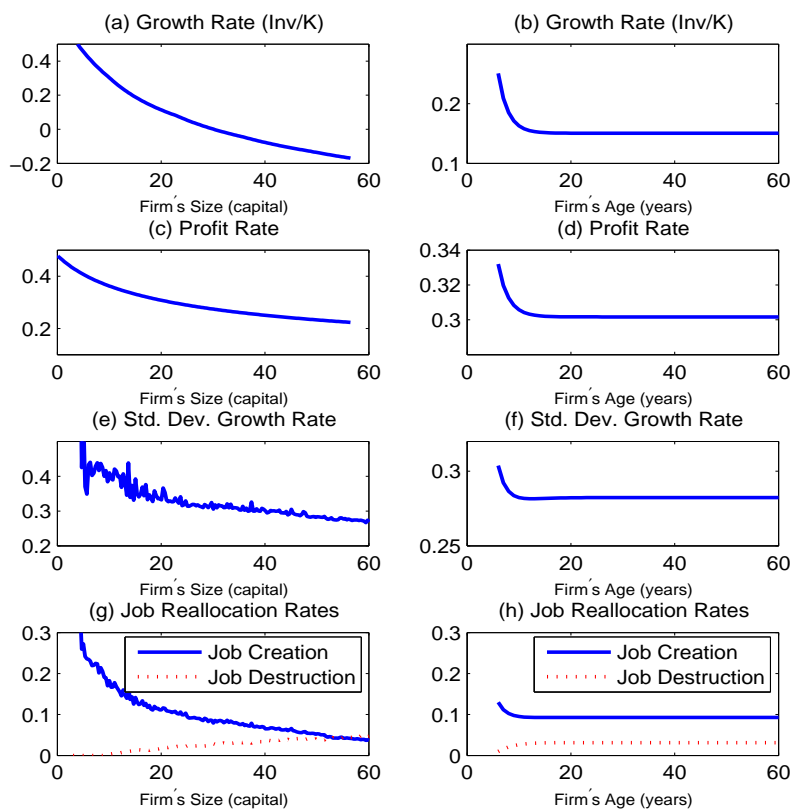 (a) Growth Rate (Inv/K)
0.4
0.2
0
−0.2
0 20 40 60
Firm′s Size (capital)
(b) Growth Rate (Inv/K)
0.2
0.1
0 20 40 60
Firm′s Age (years)
(c) Profit Rate
0.4
0.2
0 20 40 60
Firm′s Size (capital)
(d) Profit Rate
0.34
0.32
0.3
0 20 40 60
Firm′s Age (years)
(e) Std. Dev. Growth Rate
0.4
0.3
0.2
0 20 40 60
Firm′s Size (capital)
(f) Std. Dev. Growth Rate
0.3
0.25
0 20 40 60
Firm′s Age (years)
(g) Job Reallocation Rates
0.3
0.2
0.1
0
Job Creation
Job Destruction
0 20 40 60
Firm′s Size (capital)
(h) Job Reallocation Rates
0.3
0.2
0.1
0
Job Creation
Job Destruction
0 20 40 60
Firm′s Age (years)